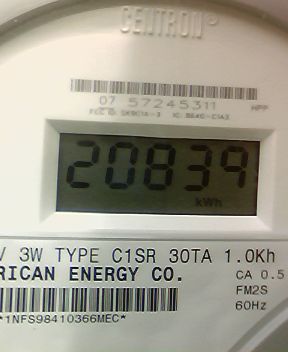 CENTRON®
07 57245311
20839
kWh
V 3W TYPE C1SR 30TA 1.0Kh
RICAN ENERGY CO.
CA 0.5
FM2S
60Hz
*1NFS98410366MEC*